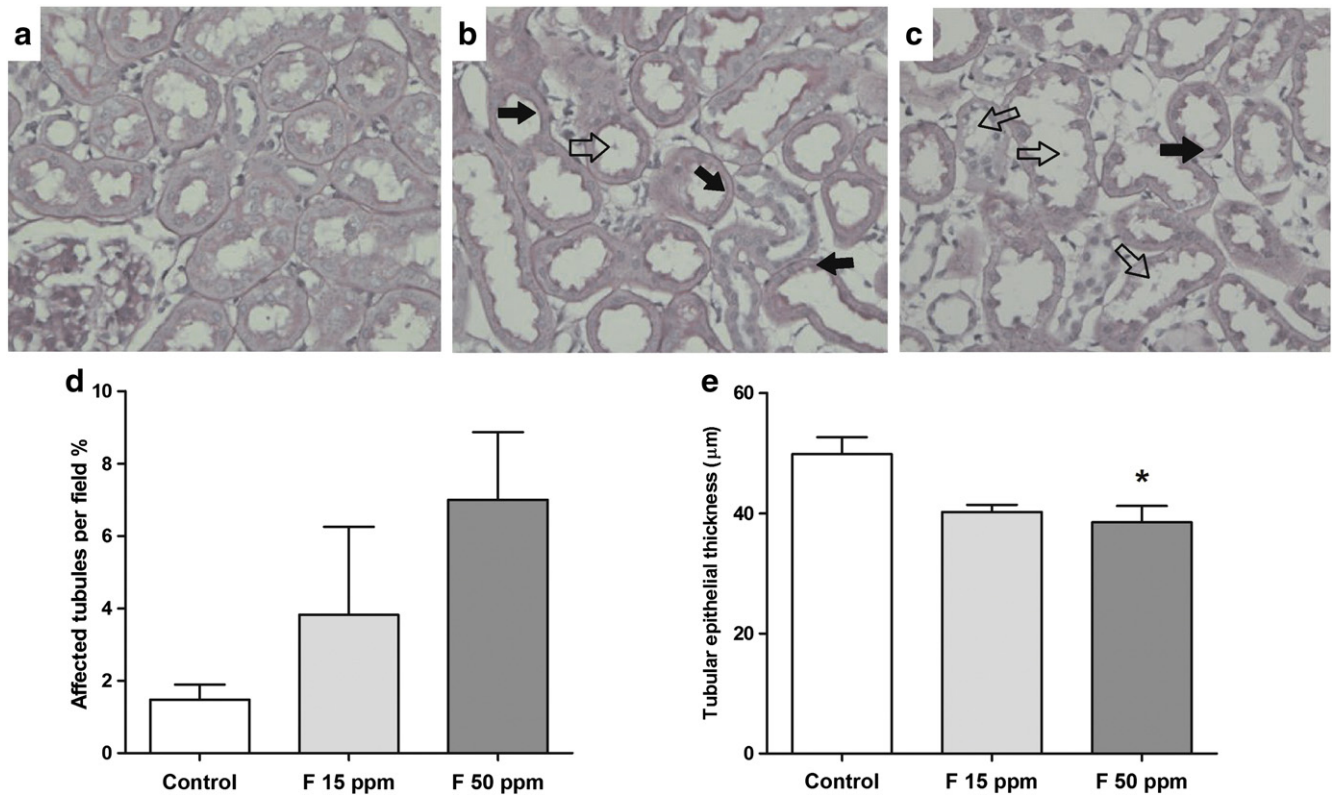 a
b
c
d
Affected tubules per field %
10
8
6
4
2
0
Control F 15 ppm F 50 ppm
e
Tubular epithelial thickness (μm)
60
40
20
0
*
Control F 15 ppm F 50 ppm